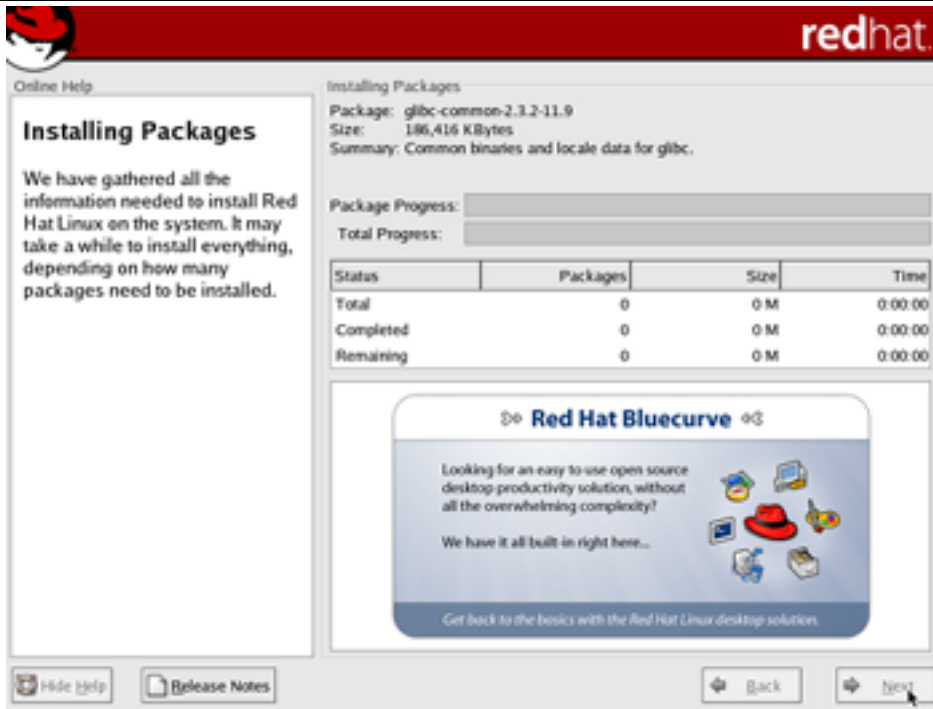 redhat.
Online Help
Installing Packages
We have gathered all the
information needed to install Red
Hat Linux on the system. It may
take a while to install everything,
depending on how many
packages need to be installed.
Installing Packages
Package: glibc-common-2.3.2-11.9
Size: 186,416 KBytes
Summary: Common binaries and locale data for glibc.
Package Progress:
Total Progress:
Status Packages Size Time
Total 0 0 M 0:00:00
Completed 0 0 M 0:00:00
Remaining 0 0 M 0:00:00
Red Hat Bluecurve
Looking for an easy to use open source
desktop productivity solution, without
all the overwhelming complexity?
We have it all built-in right here...
Get back to the basics with the Red Hat Linux desktop solution.
Hide Help Release Notes Back Next